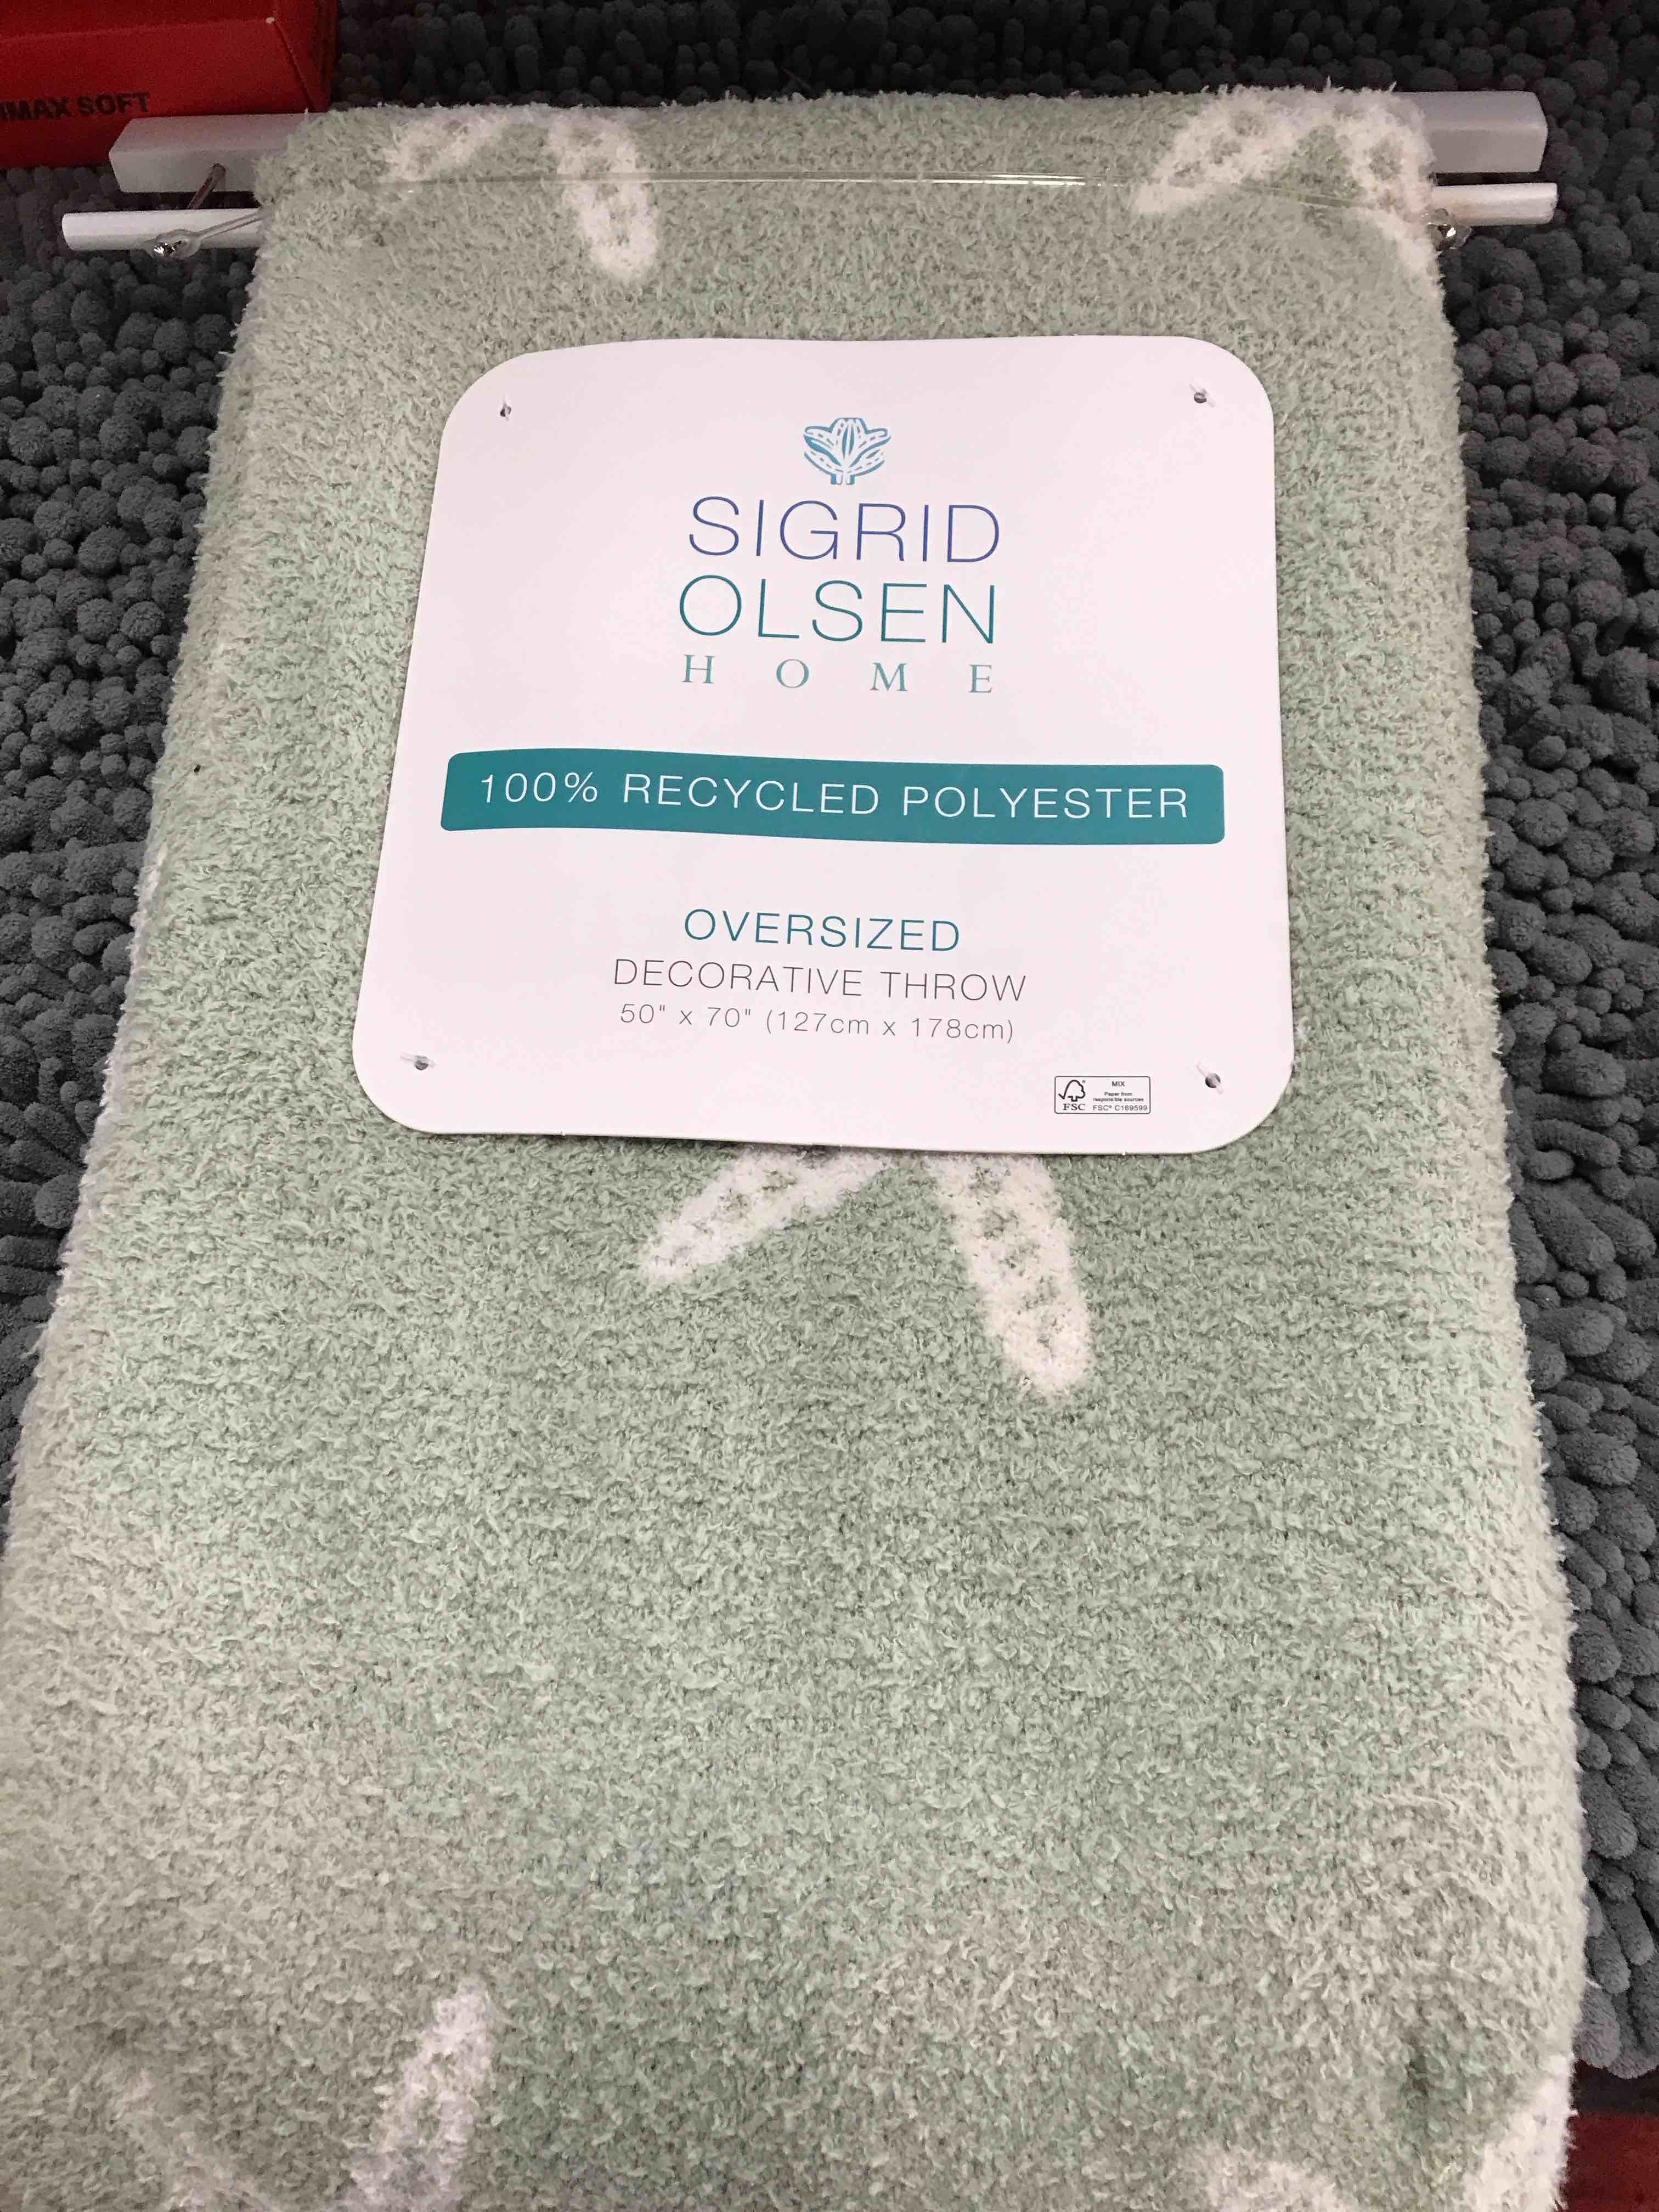 MAX SOFT
SIGRID
OLSEN
HOME
100% RECYCLED POLYESTER
OVERSIZED
DECORATIVE THROW
50" x 70" (127cm x 178cm)
MIX
Paper from
responsible sources
FSC
FSC® C169599